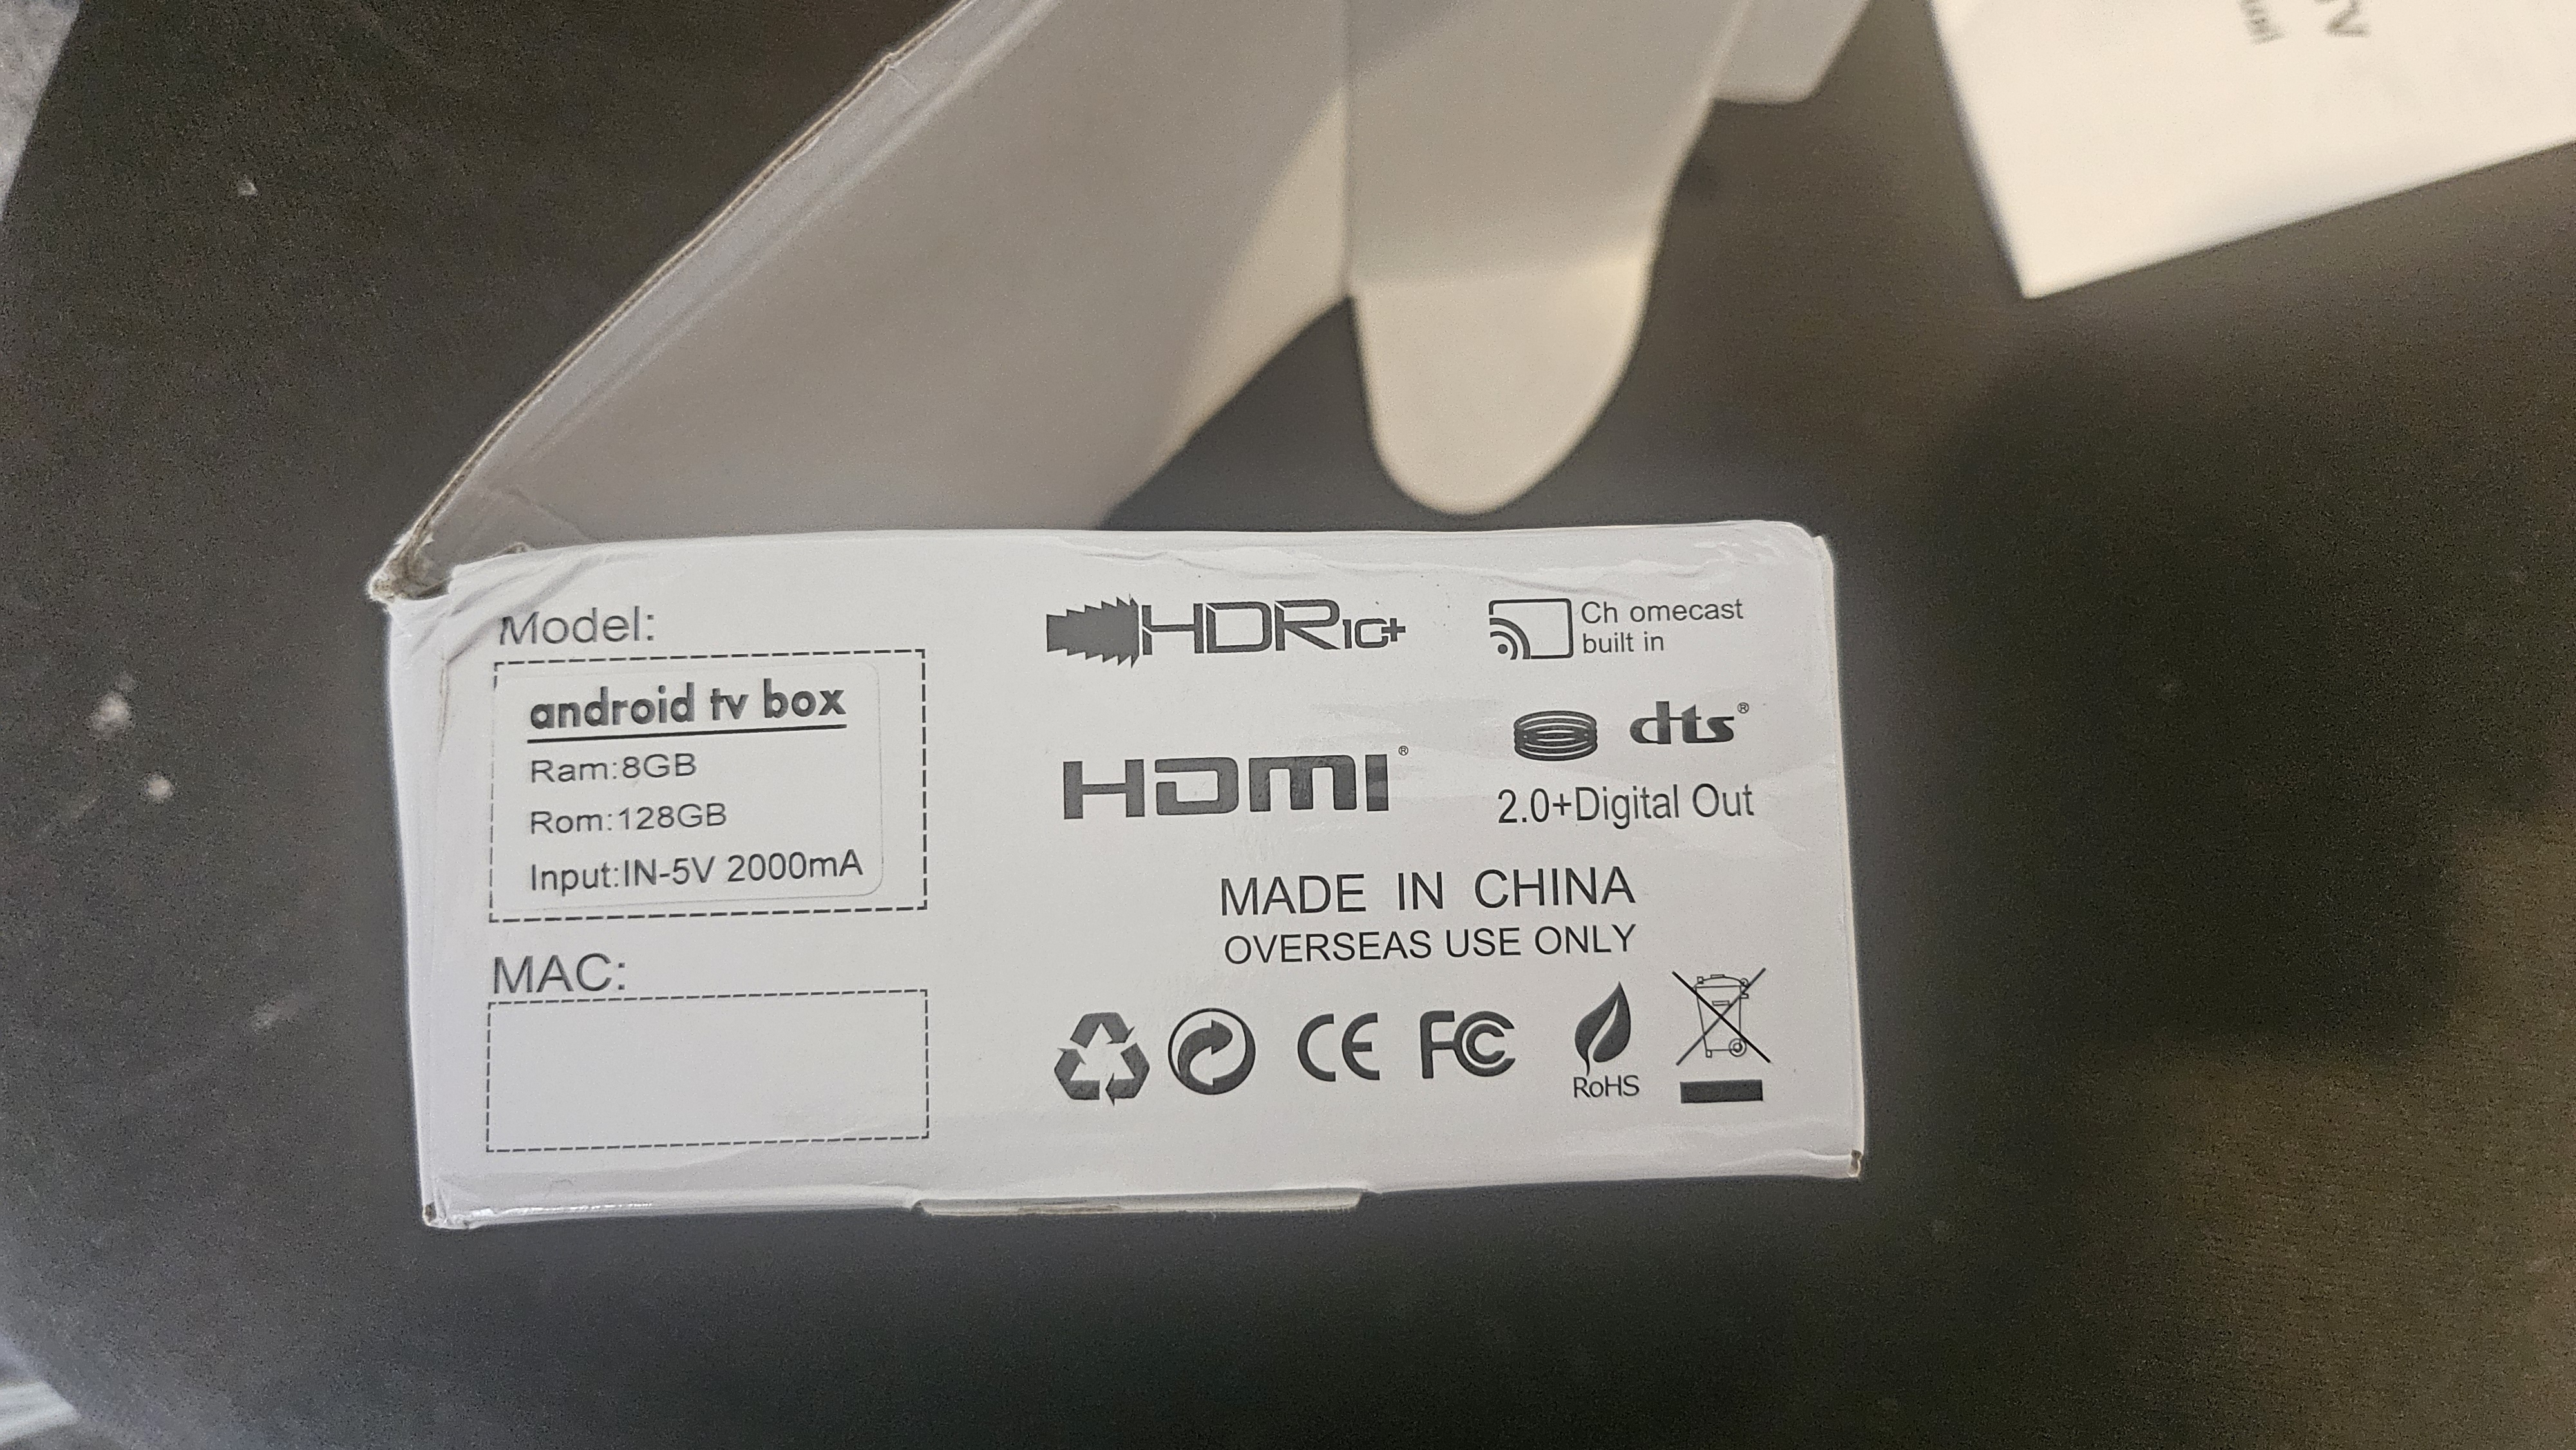 Model:
android tv box
Ram:8GB
Rom:128GB
Input:IN-5V 2000mA
MAC:
HDR10+
Ch omecast
built in
HDMI®
dts®
2.0+Digital Out
MADE IN CHINA
OVERSEAS USE ONLY
CE FC
RoHS